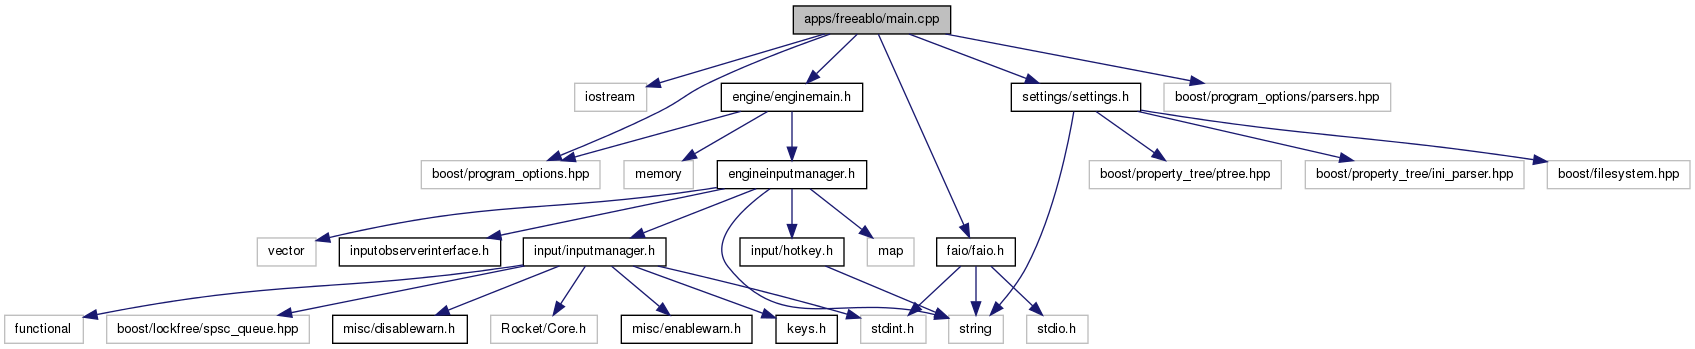 apps/freeablo/main.cpp
iostream
engine/enginemain.h
settings/settings.h
boost/program_options/parsers.hpp
boost/program_options.hpp
memory
engineinputmanager.h
boost/property_tree/ptree.hpp
boost/property_tree/ini_parser.hpp
boost/filesystem.hpp
vector
inputobserverinterface.h
input/inputmanager.h
input/hotkey.h
map
faio/faio.h
functional
boost/lockfree/spsc_queue.hpp
misc/disablewarn.h
Rocket/Core.h
misc/enablewarn.h
keys.h
stdint.h
string
stdio.h